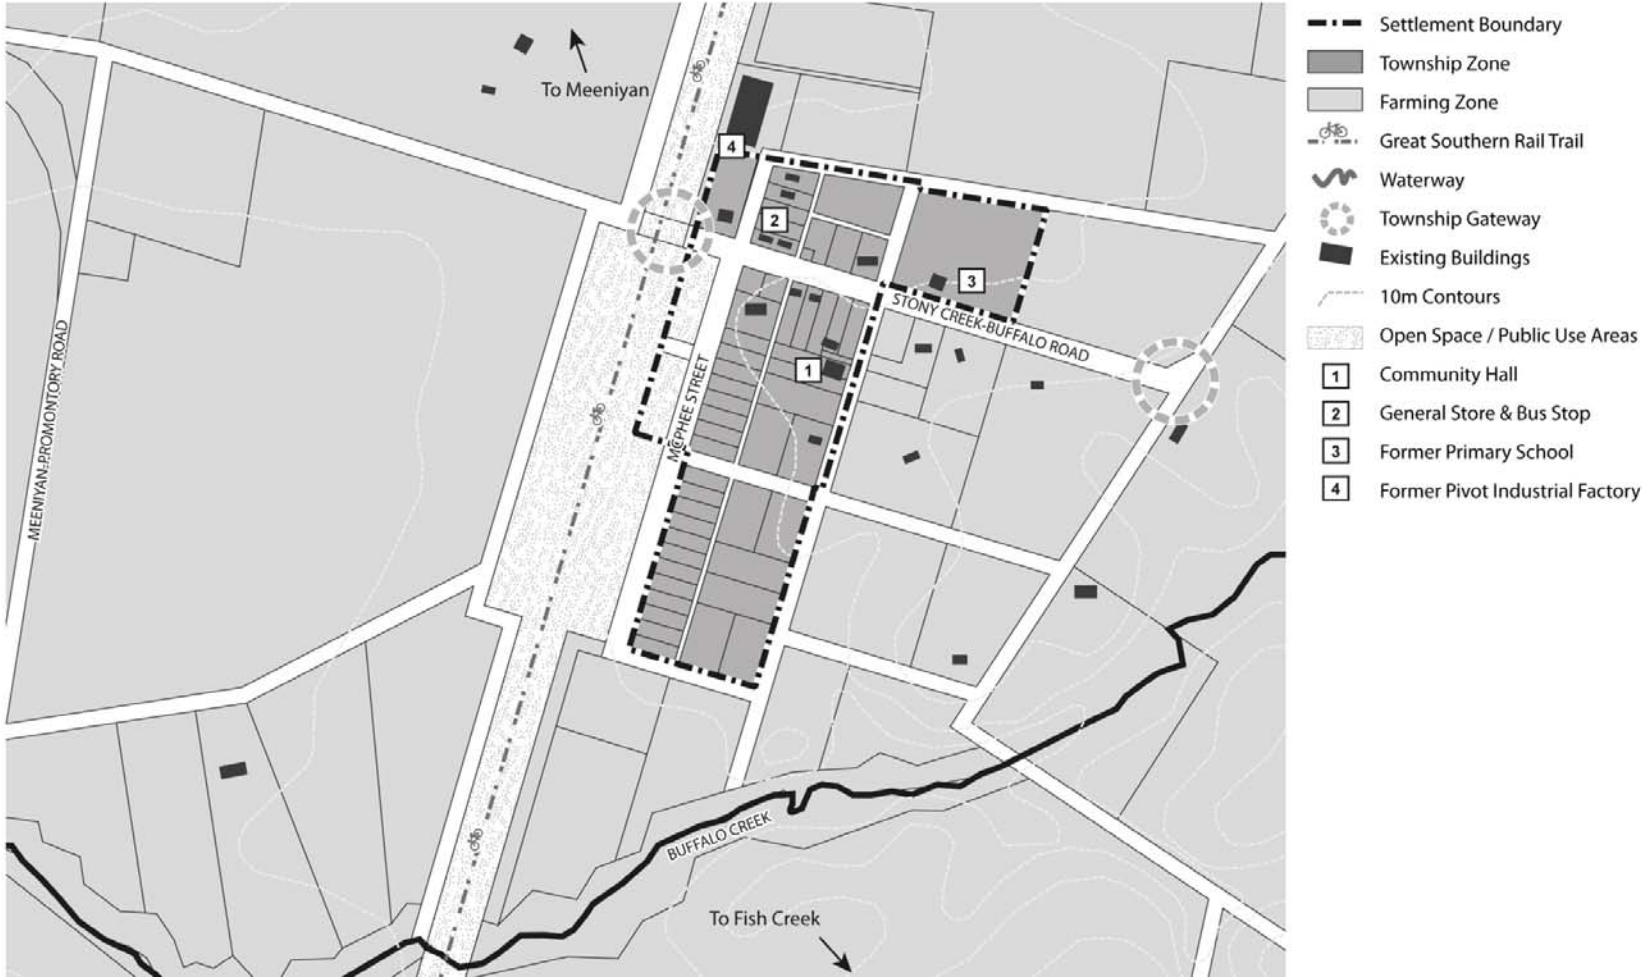 To Meeniyan
4
2
3
STONY CREEK-BUFFALO ROAD
1
MCPHEE STREET
MEENIYAN-PROMONTORY ROAD
BUFFALO CREEK
To Fish Creek
Settlement Boundary
Township Zone
Farming Zone
Great Southern Rail Trail
Waterway
Township Gateway
Existing Buildings
10m Contours
Open Space / Public Use Areas
1 Community Hall
2 General Store & Bus Stop
3 Former Primary School
4 Former Pivot Industrial Factory